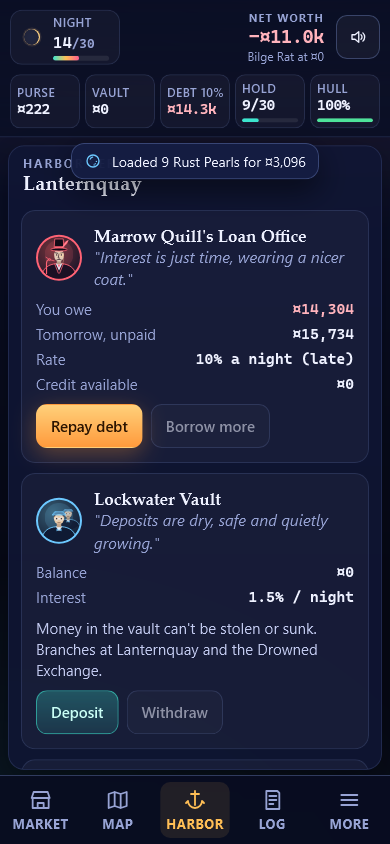 NIGHT
14/30
NET WORTH
−¤11.0k
Bilge Rat at ¤0
PURSE
¤222
VAULT
¤0
DEBT 10%
¤14.3k
HOLD
9/30
HULL
100%
HARBO
Loaded 9 Rust Pearls for ¤3,096
Lanternquay
Marrow Quill's Loan Office
"Interest is just time, wearing a nicer
coat."
You owe ¤14,304
Tomorrow, unpaid ¤15,734
Rate 10% a night (late)
Credit available ¤0
Repay debt Borrow more
Lockwater Vault
"Deposits are dry, safe and quietly
growing."
Balance ¤0
Interest 1.5% / night
Money in the vault can't be stolen or sunk.
Branches at Lanternquay and the Drowned
Exchange.
Deposit Withdraw
MARKET MAP HARBOR LOG MORE